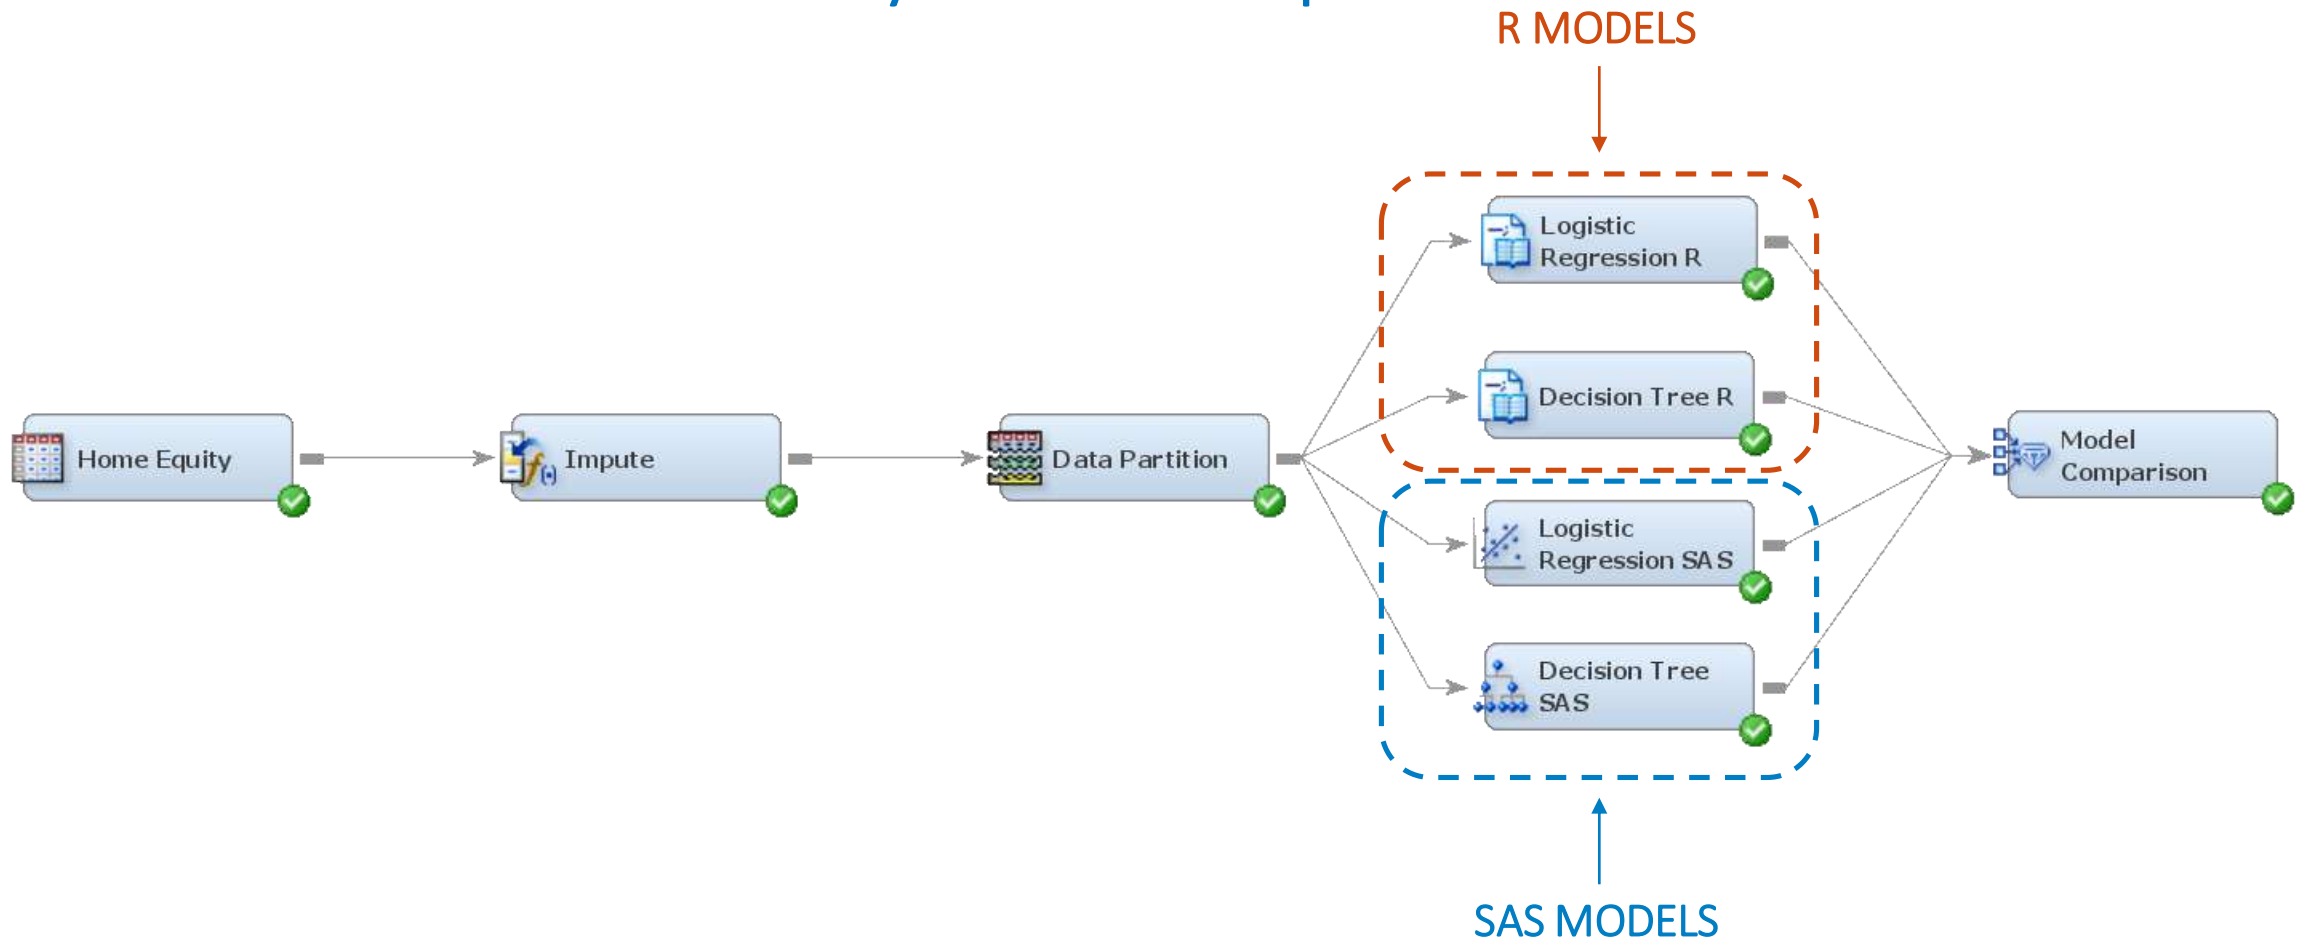 R MODELS
Logistic
Regression R
Decision Tree R
Home Equity
Impute
Data Partition
Model
Comparison
Logistic
Regression SAS
Decision Tree
SAS
SAS MODELS